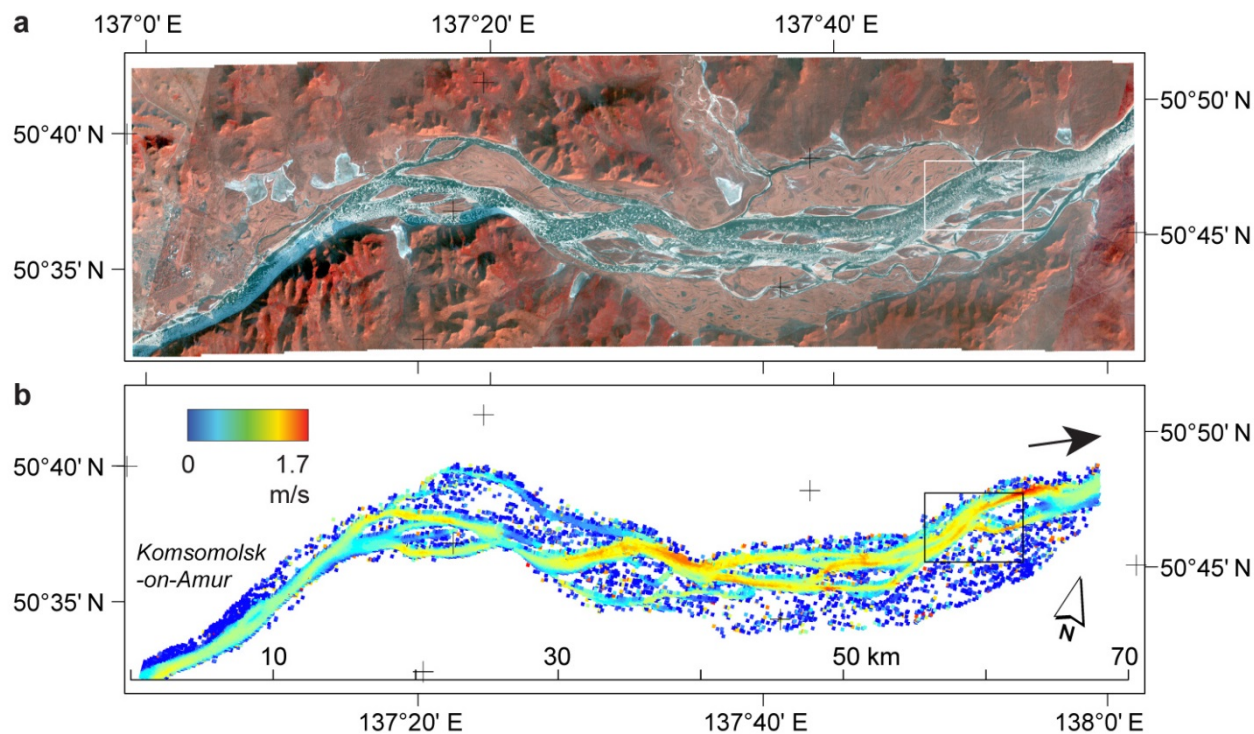 a
137°0' E
137°20' E
137°40' E
50°40' N
50°35' N
50°50' N
50°45' N
b
0
1.7
m/s
50°40' N
50°35' N
50°50' N
50°45' N
Komsomolsk
-on-Amur
N
10
30
50 km
70
137°20' E
137°40' E
138°0' E